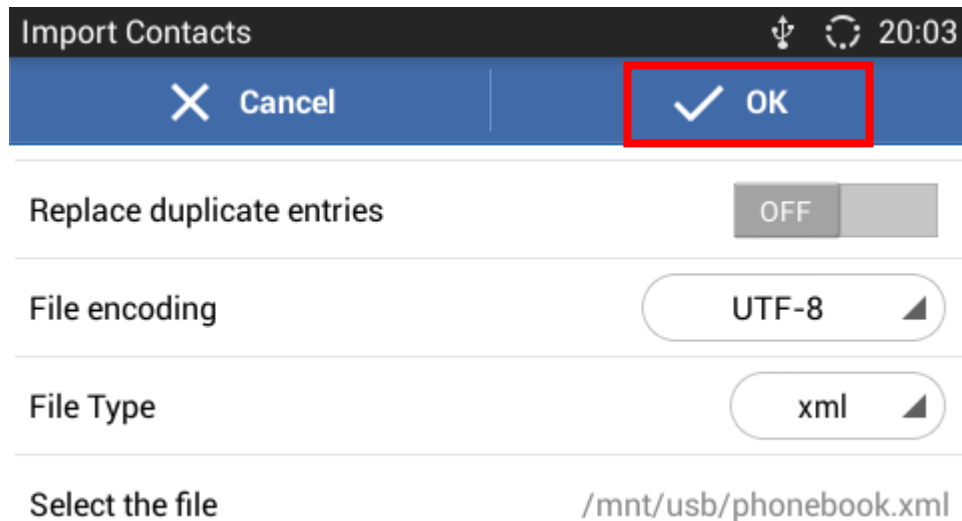 Import Contacts 20:03
Cancel OK
Replace duplicate entries OFF
File encoding UTF-8
File Type xml
Select the file /mnt/usb/phonebook.xml